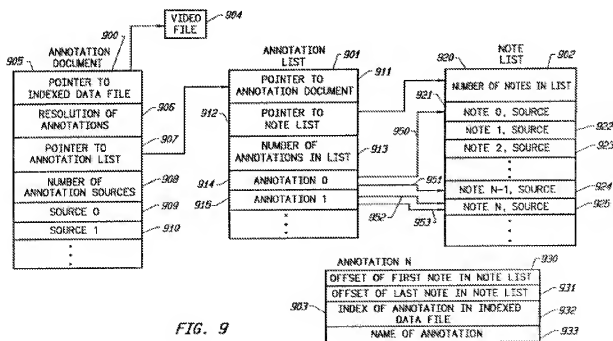 900
VIDEO
FILE
904
905
ANNOTATION
DOCUMENT
POINTER TO
INDEXED DATA FILE
RESOLUTION OF
ANNOTATIONS
906
907
POINTER TO
ANNOTATION LIST
NUMBER OF
ANNOTATION SOURCES
908
SOURCE 0
909
SOURCE 1
910
ANNOTATION
LIST
901
911
POINTER TO
ANNOTATION DOCUMENT
912
POINTER TO
NOTE LIST
NUMBER OF
ANNOTATIONS IN LIST
913
914
ANNOTATION 0
915
ANNOTATION 1
950
951
952
953
NOTE
LIST
920
902
NUMBER OF NOTES IN LIST
921
NOTE 0, SOURCE
NOTE 1, SOURCE
922
NOTE 2, SOURCE
923
NOTE N-1, SOURCE
924
NOTE N, SOURCE
925
ANNOTATION N
930
OFFSET OF FIRST NOTE IN NOTE LIST
OFFSET OF LAST NOTE IN NOTE LIST
931
903
INDEX OF ANNOTATION IN INDEXED
DATA FILE
932
NAME OF ANNOTATION
933
FIG. 9